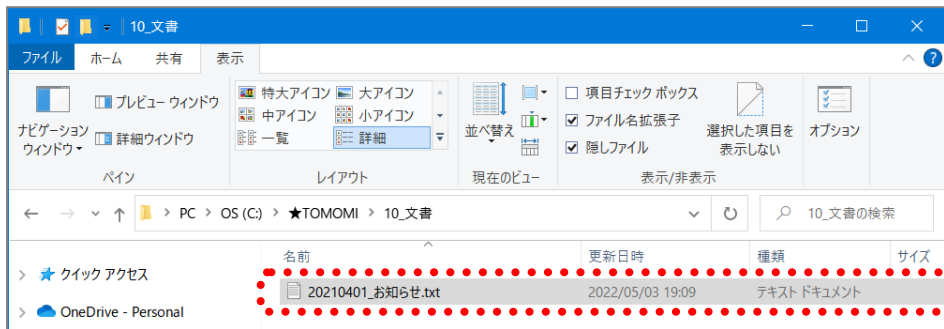 10_文書
ファイル ホーム 共有 表示
ナビゲーション
ウィンドウ
プレビュー ウィンドウ
詳細ウィンドウ
ペイン
特大アイコン 大アイコン
中アイコン 小アイコン
一覧 詳細
レイアウト
並べ替え
現在のビュー
項目チェック ボックス
ファイル名拡張子
隠しファイル
選択した項目を
表示しない
表示/非表示
オプション
PC > OS (C:) > ★TOMOMI > 10_文書
10_文書の検索
名前 更新日時 種類 サイズ
クイック アクセス
20210401_お知らせ.txt 2022/05/03 19:09 テキスト ドキュメント
OneDrive - Personal